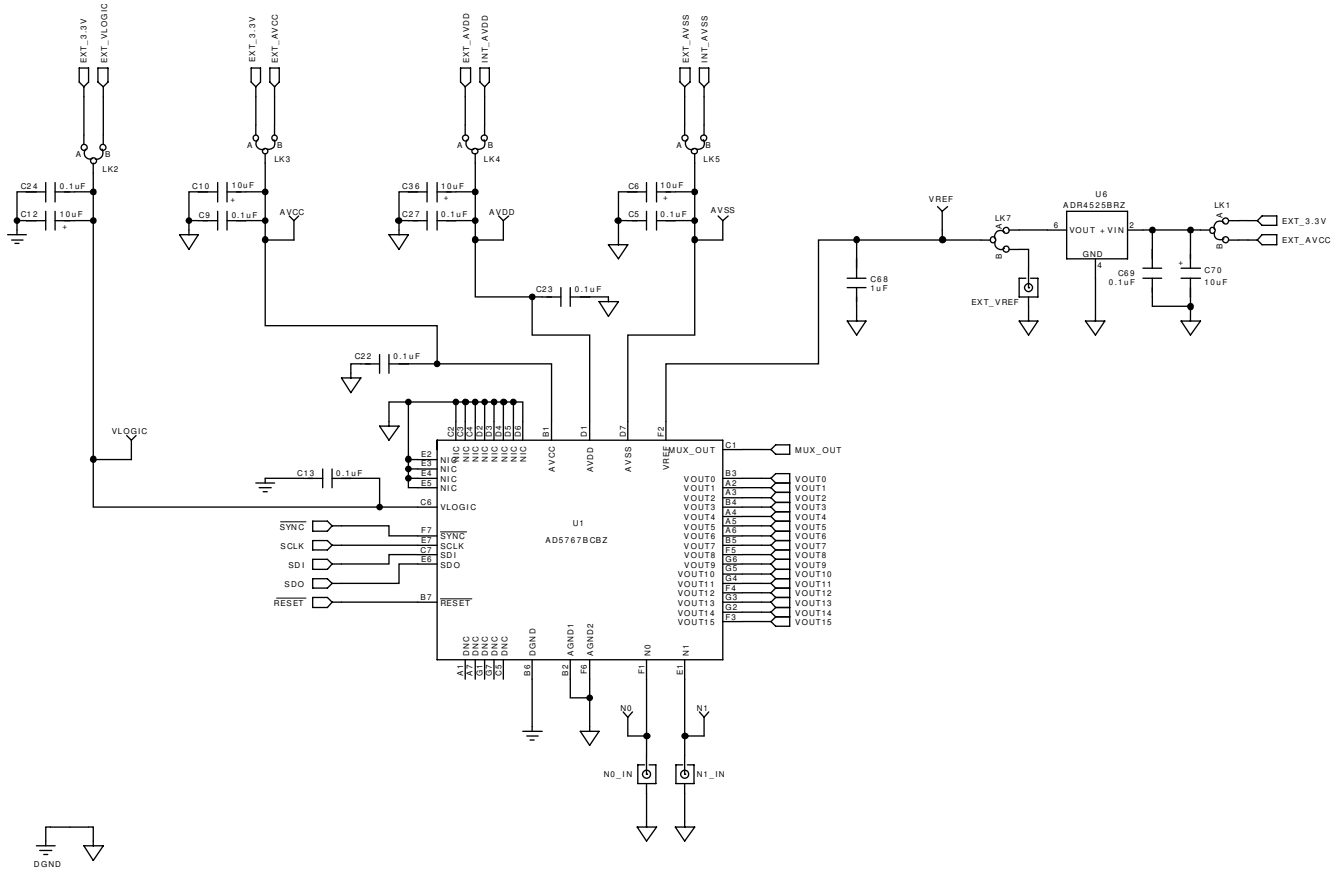 EXT_3.3V
EXT_VLOGIC
EXT_3.3V
EXT_AVCC
EXT_AVDD
INT_AVDD
EXT_AVSS
INT_AVSS
A
B
LK2
A
B
LK3
A
B
LK4
A
B
LK5
C24
0.1uF
C12
10uF
+
C10
10uF
+
C9
0.1uF
AVCC
C36
10uF
+
C27
0.1uF
AVDD
C6
10uF
+
C5
0.1uF
AVSS
VREF
LK7
A
B
U6
ADR4525BRZ
6
VOUT
+VIN
2
GND
4
LK1
A
B
EXT_3.3V
EXT_AVCC
C68
1uF
EXT_VREF
C69
0.1uF
+
C70
10uF
C23
0.1uF
C22
0.1uF
VLOGIC
C13
0.1uF
C2
C3
C4
D2
D3
D4
D5
D6
NIC
NIC
NIC
NIC
NIC
NIC
NIC
NIC
B1
AVCC
D1
AVDD
D7
AVSS
F2
VREF
MUX_OUT
C1
MUX_OUT
E2
NIC
E3
NIC
E4
NIC
E5
NIC
C6
VLOGIC
SYNC
F7
SYNC
SCLK
E7
SCLK
SDI
C7
SDI
SDO
E6
SDO
RESET
B7
RESET
U1
AD5767BCBZ
VOUT0
B3
VOUT0
VOUT1
A2
VOUT1
VOUT2
A3
VOUT2
VOUT3
B4
VOUT3
VOUT4
A4
VOUT4
VOUT5
A5
VOUT5
VOUT6
A6
VOUT6
VOUT7
B5
VOUT7
VOUT8
F5
VOUT8
VOUT9
G6
VOUT9
VOUT10
G5
VOUT10
VOUT11
G4
VOUT11
VOUT12
F4
VOUT12
VOUT13
G3
VOUT13
VOUT14
G2
VOUT14
VOUT15
F3
VOUT15
DNC
DNC
DNC
DNC
DNC
A1
A7
G1
G7
C5
DGND
B6
AGND1
B2
AGND2
F6
N0
F1
N1
E1
N0
N1
N0_IN
N1_IN
DGND